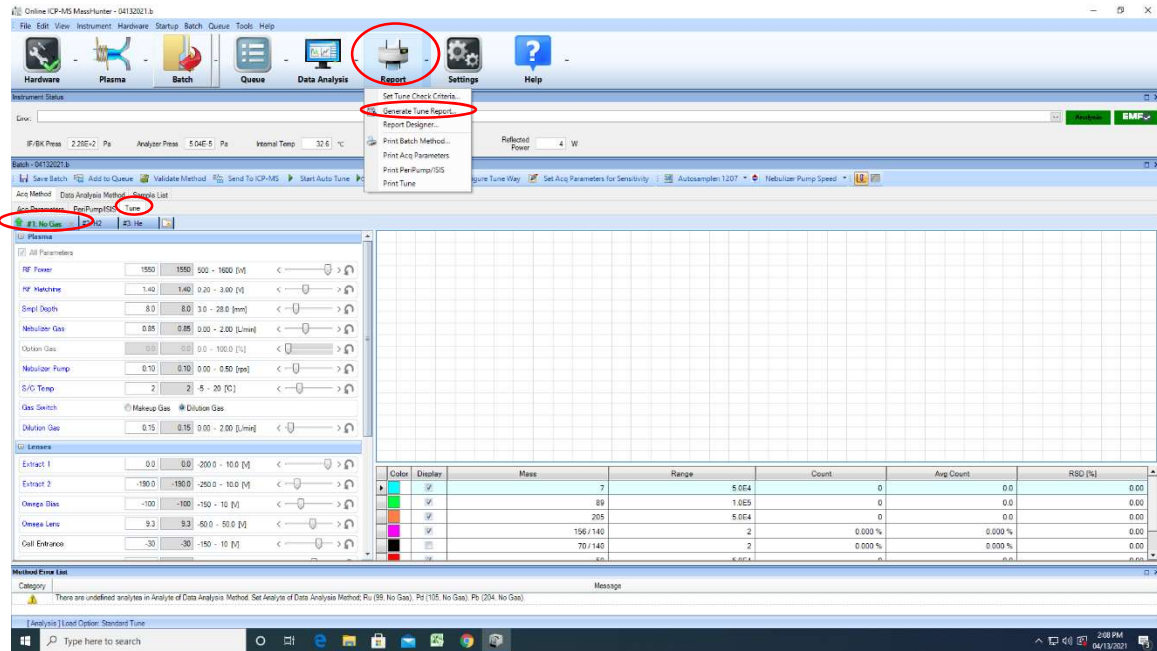 Online ICP-MS MassHunter - 04132021.b
File Edit View Instrument Hardware Startup Batch Queue Tools Help
Hardware Plasma Batch Queue Data Analysis Report Settings Help
Instrument Status
Set Tune Check Criteria...
Error: Generate Tune Report... Analysis EMF
Report Designer...
IF/BK Press 2.28E+2 Pa Analyzer Press 5.04E-5 Pa Internal Temp 32.6 °C Print Batch Method... Reflected Power 4 W
Print Acq Parameters
Batch - 04132021.b
Print PeriPump/ISIS
Save Batch Add to Queue Validate Method Send To ICP-MS Start Auto Tune gure Tune Way Set Acq Parameters for Sensitivity Autosampler: 1207 Nebulizer Pump Speed
Print Tune
Acq Method Data Analysis Method Sample List
Acq Parameters PeriPump/ISIS Tune
#1: No Gas #2: H2 #3: He
Plasma
All Parameters
RF Power 1550 1550 500 - 1600 [W]
RF Matching 1.40 1.40 0.20 - 3.00 [V]
Smpl Depth 8.0 8.0 3.0 - 28.0 [mm]
Nebulizer Gas 0.85 0.85 0.00 - 2.00 [L/min]
Option Gas 0.0 0.0 0.0 - 100.0 [%]
Nebulizer Pump 0.10 0.10 0.00 - 0.50 [rps]
S/C Temp 2 2 -5 - 20 [°C]
Gas Switch Makeup Gas Dilution Gas
Dilution Gas 0.15 0.15 0.00 - 2.00 [L/min]
Lenses
Extract 1 0.0 0.0 -200.0 - 10.0 [V]
Extract 2 -190.0 -190.0 -250.0 - 10.0 [V]
Omega Bias -100 -100 -150 - 10 [V]
Omega Lens 9.3 9.3 -50.0 - 50.0 [V]
Cell Entrance -30 -30 -150 - 10 [V]
Color Display Mass Range Count Avg Count RSD [%]
7 5.0E4 0 0.0 0.00
89 1.0E5 0 0.0 0.00
205 5.0E4 0 0.0 0.00
156 / 140 2 0.000 % 0.000 % 0.00
70 / 140 2 0.000 % 0.000 % 0.00
Method Error List
Category Message
There are undefined analytes in Analyte of Data Analysis Method. Set Analyte of Data Analysis Method; Ru (99, No Gas), Pd (105, No Gas), Pb (204, No Gas).
[ Analysis ] Load Option: Standard Tune
Type here to search
2:08 PM
04/13/2021